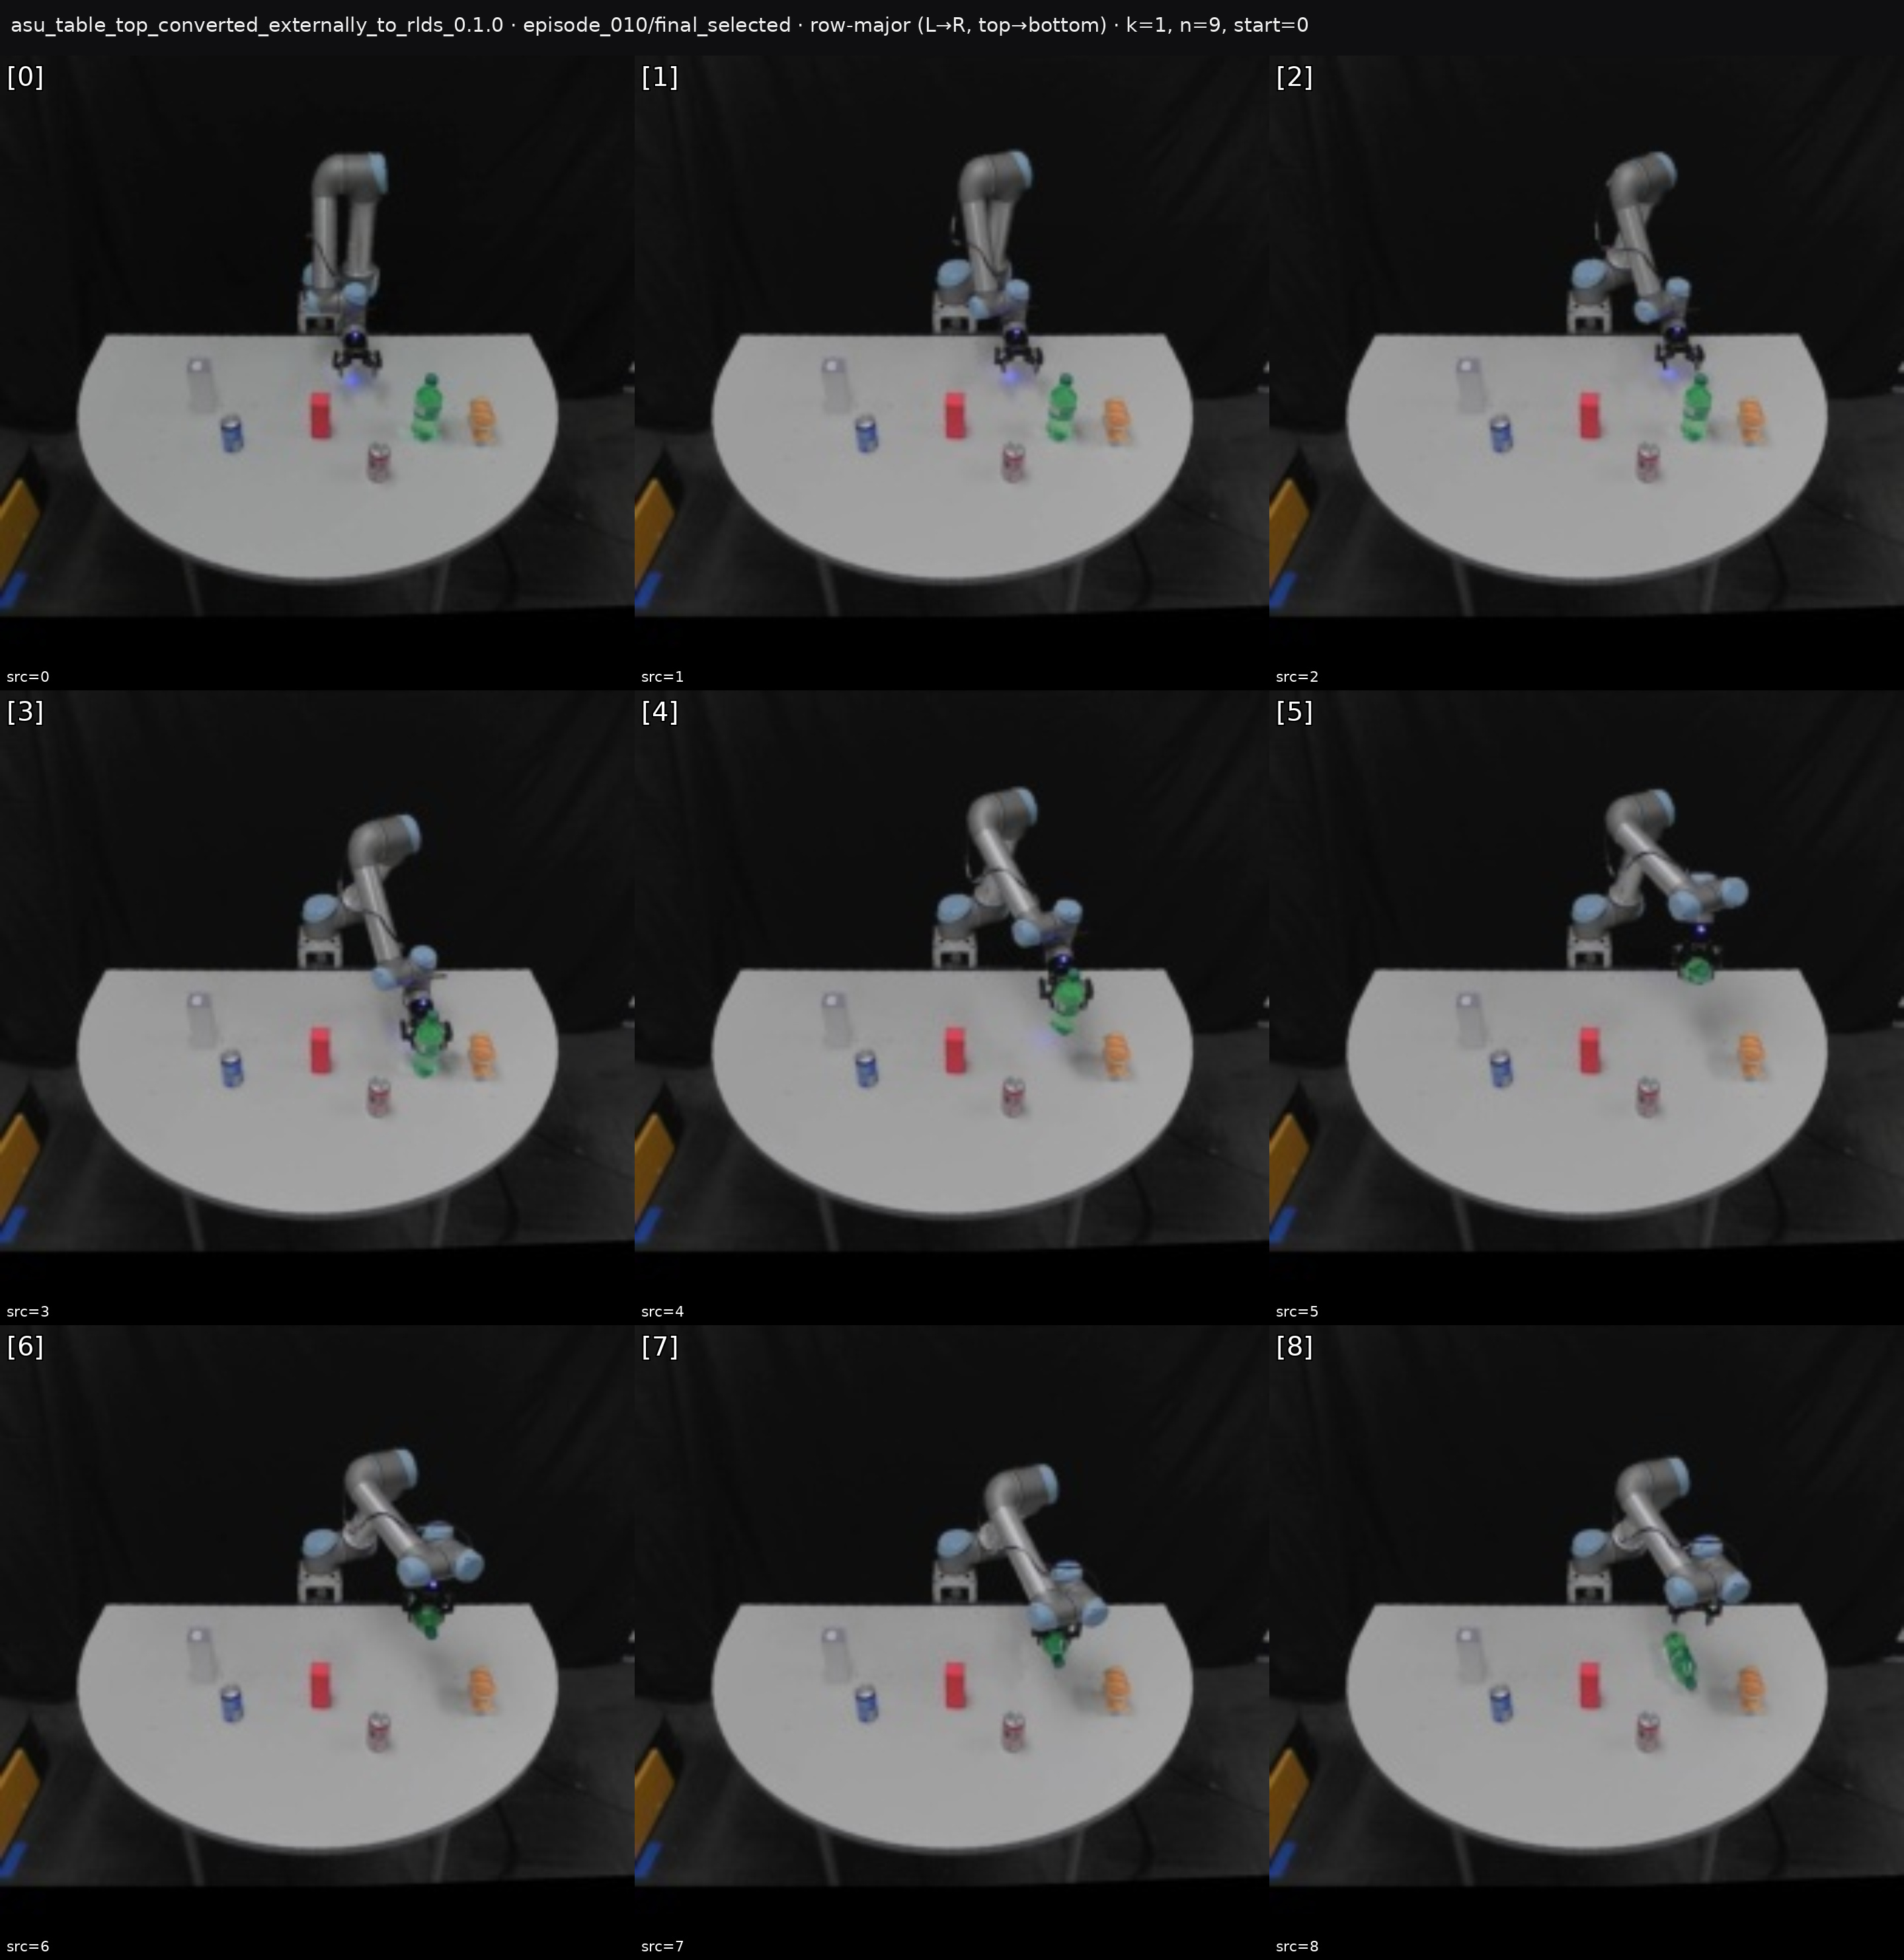 asu_table_top_converted_externally_to_rlds_0.1.0 · episode_010/final_selected · row-major (L→R, top→bottom) · k=1, n=9, start=0
[0]
[1]
[2]
src=0
src=1
src=2
[3]
[4]
[5]
src=3
src=4
src=5
[6]
[7]
[8]
src=6
src=7
src=8